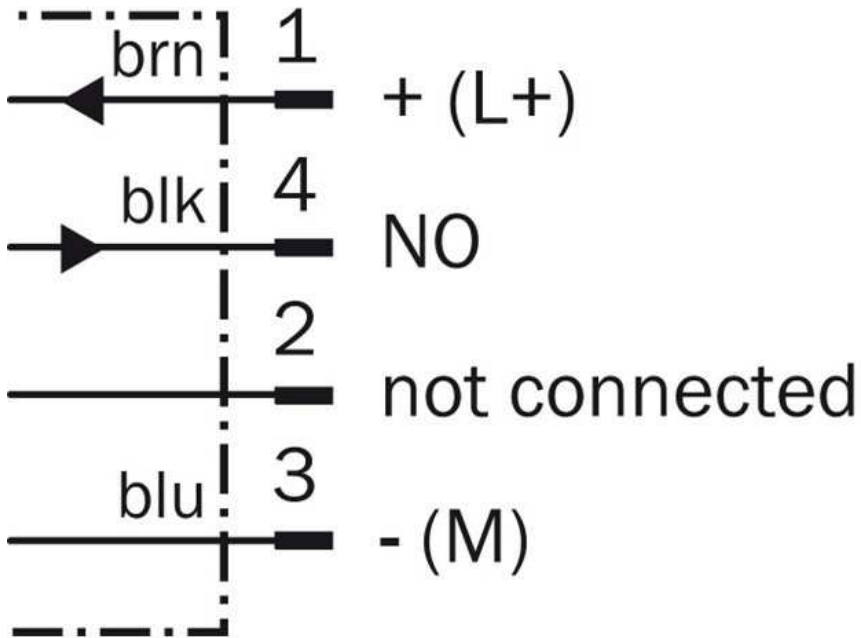 1
brn
+ (L+)
4
blk
NO
2
not connected
3
blu
- (M)